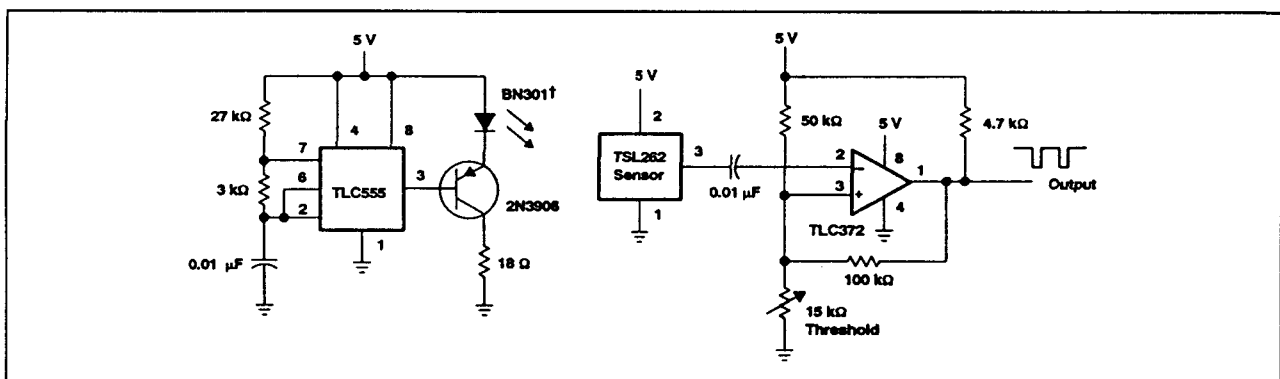 5 V
BN301†
27 kΩ
4
8
7
3 kΩ
6
TLC555
3
2
2N3906
1
0.01 µF
18 Ω
5 V
2
TSL262
Sensor
3
0.01 µF
1
5 V
50 kΩ
4.7 kΩ
5 V
2
8
−
1
3
+
4
TLC372
Output
100 kΩ
15 kΩ
Threshold